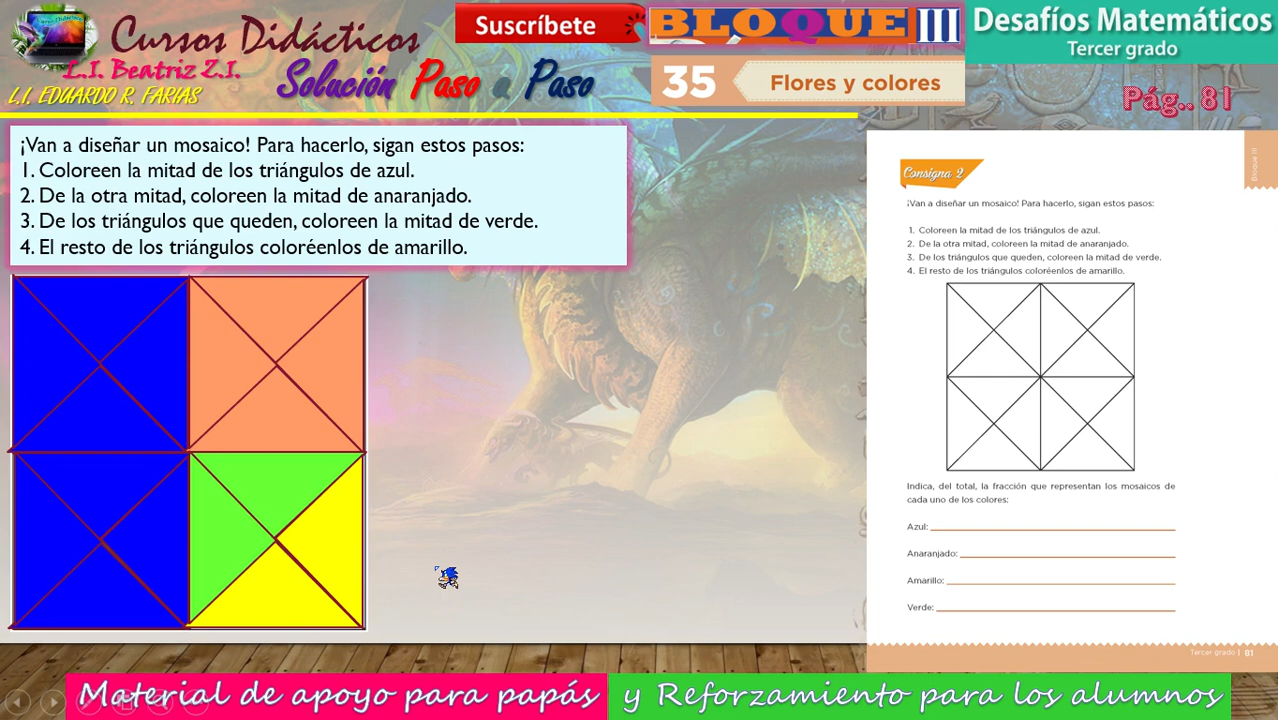 Cursos Didácticos
L.I. Beatriz Z.I.
L.I. EDUARDO R. FARIAS
Solución Paso a Paso
Suscríbete
BLOQUE III
35 Flores y colores
Desafíos Matemáticos
Tercer grado
Pág.. 81
¡Van a diseñar un mosaico! Para hacerlo, sigan estos pasos:
1. Coloreen la mitad de los triángulos de azul.
2. De la otra mitad, coloreen la mitad de anaranjado.
3. De los triángulos que queden, coloreen la mitad de verde.
4. El resto de los triángulos coloréenlos de amarillo.
Bloque III
Consigna 2
¡Van a diseñar un mosaico! Para hacerlo, sigan estos pasos:
1. Coloreen la mitad de los triángulos de azul.
2. De la otra mitad, coloreen la mitad de anaranjado.
3. De los triángulos que queden, coloreen la mitad de verde.
4. El resto de los triángulos coloréenlos de amarillo.
Indica, del total, la fracción que representan los mosaicos de
cada uno de los colores:
Azul:
Anaranjado:
Amarillo:
Verde:
Tercer grado | 81
Material de apoyo para papás y Reforzamiento para los alumnos